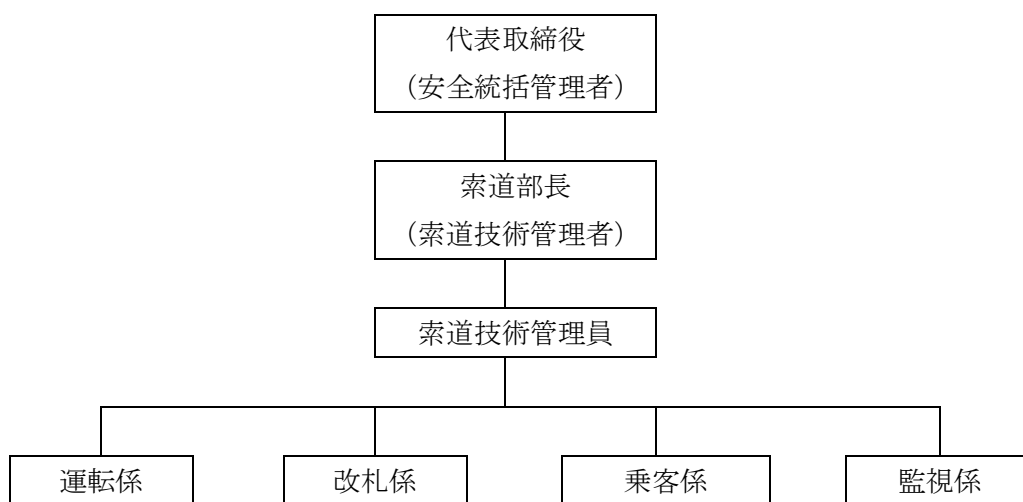 代表取締役
（安全統括管理者）
索道部長
（索道技術管理者）
索道技術管理員
運転係
改札係
乗客係
監視係